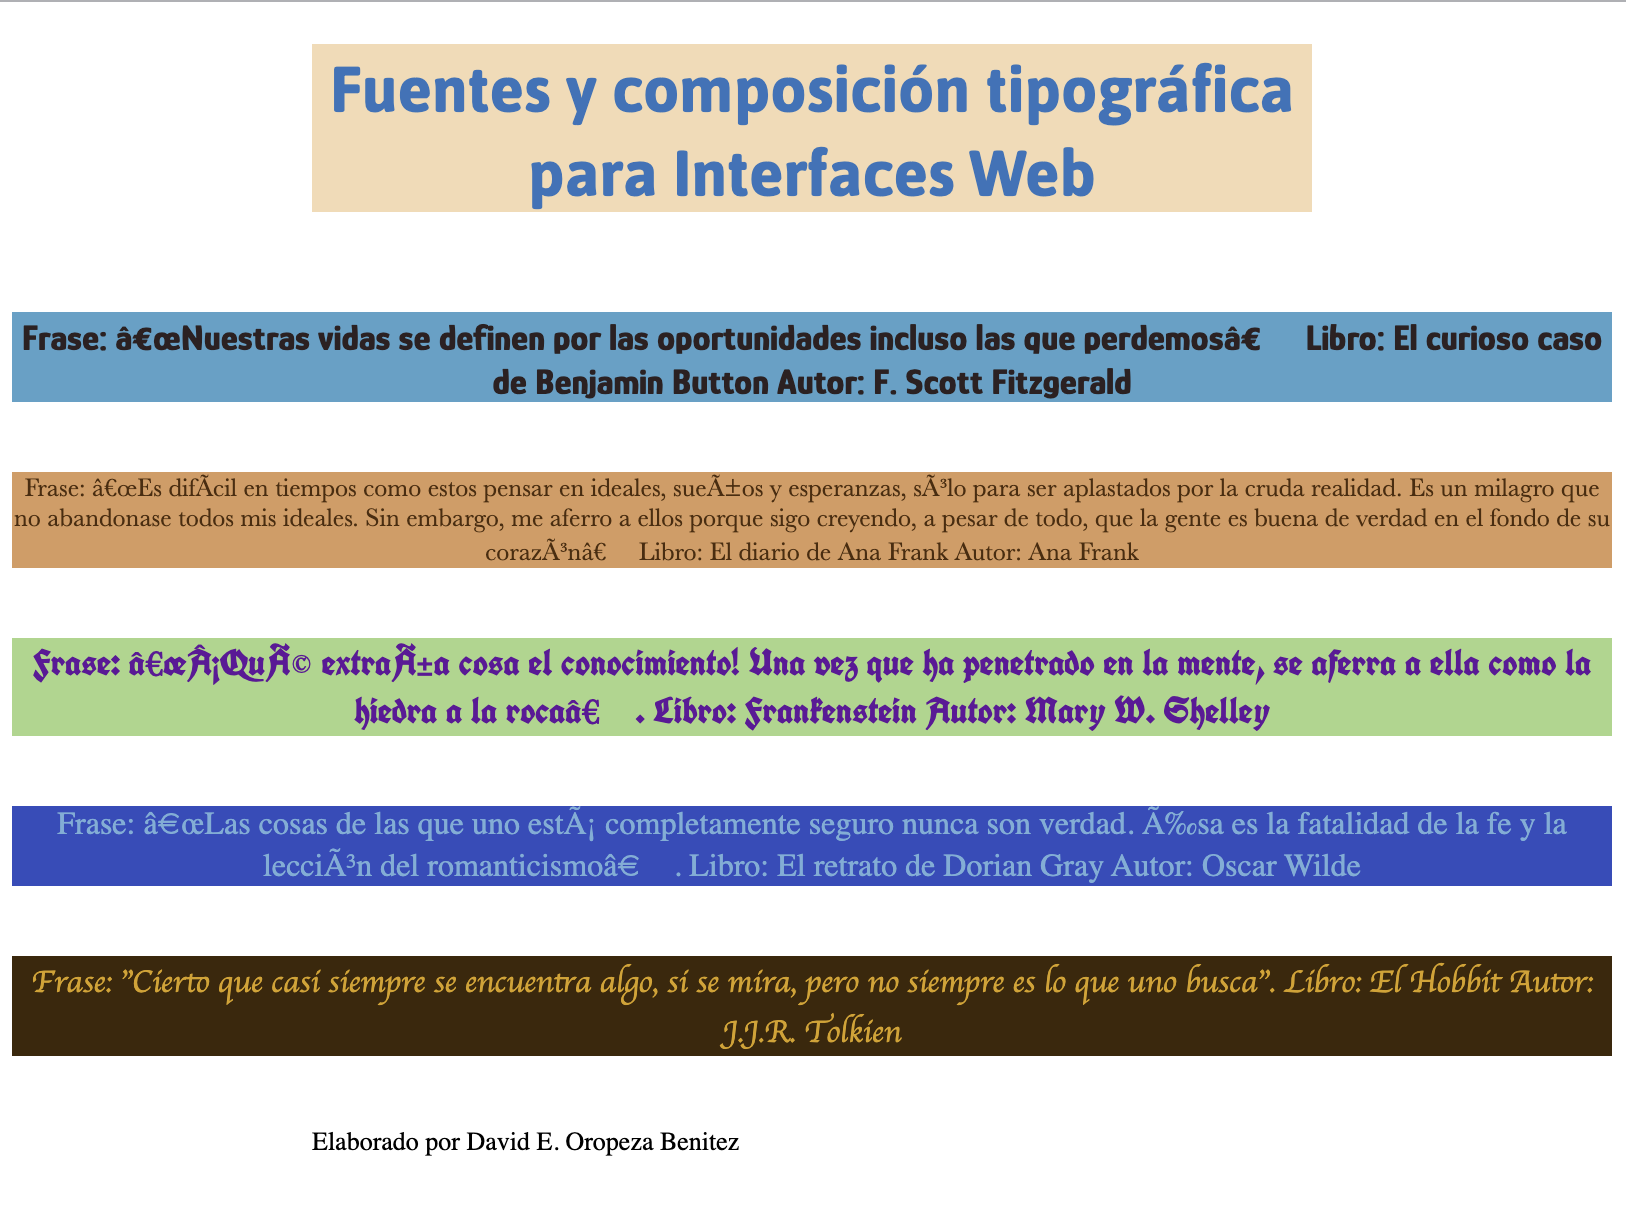 Fuentes y composición tipográfica
para Interfaces Web
Frase: â€œNuestras vidas se definen por las oportunidades incluso las que perdemosâ€ Libro: El curioso caso
de Benjamin Button Autor: F. Scott Fitzgerald
Frase: â€œEs difÃcil en tiempos como estos pensar en ideales, sueÃ±os y esperanzas, sÃ³lo para ser aplastados por la cruda realidad. Es un milagro que
no abandonase todos mis ideales. Sin embargo, me aferro a ellos porque sigo creyendo, a pesar de todo, que la gente es buena de verdad en el fondo de su
corazÃ³nâ€ Libro: El diario de Ana Frank Autor: Ana Frank
Frase: â€œÂ¡QuÃ© extraÃ±a cosa el conocimiento! Una vez que ha penetrado en la mente, se aferra a ella como la
hiedra a la rocaâ€ . Libro: Frankenstein Autor: Mary W. Shelley
Frase: â€œLas cosas de las que uno estÃ¡ completamente seguro nunca son verdad. Ã‰sa es la fatalidad de la fe y la
lecciÃ³n del romanticismoâ€ . Libro: El retrato de Dorian Gray Autor: Oscar Wilde
Frase: "Cierto que casi siempre se encuentra algo, si se mira, pero no siempre es lo que uno busca". Libro: El Hobbit Autor:
J.J.R. Tolkien
Elaborado por David E. Oropeza Benitez